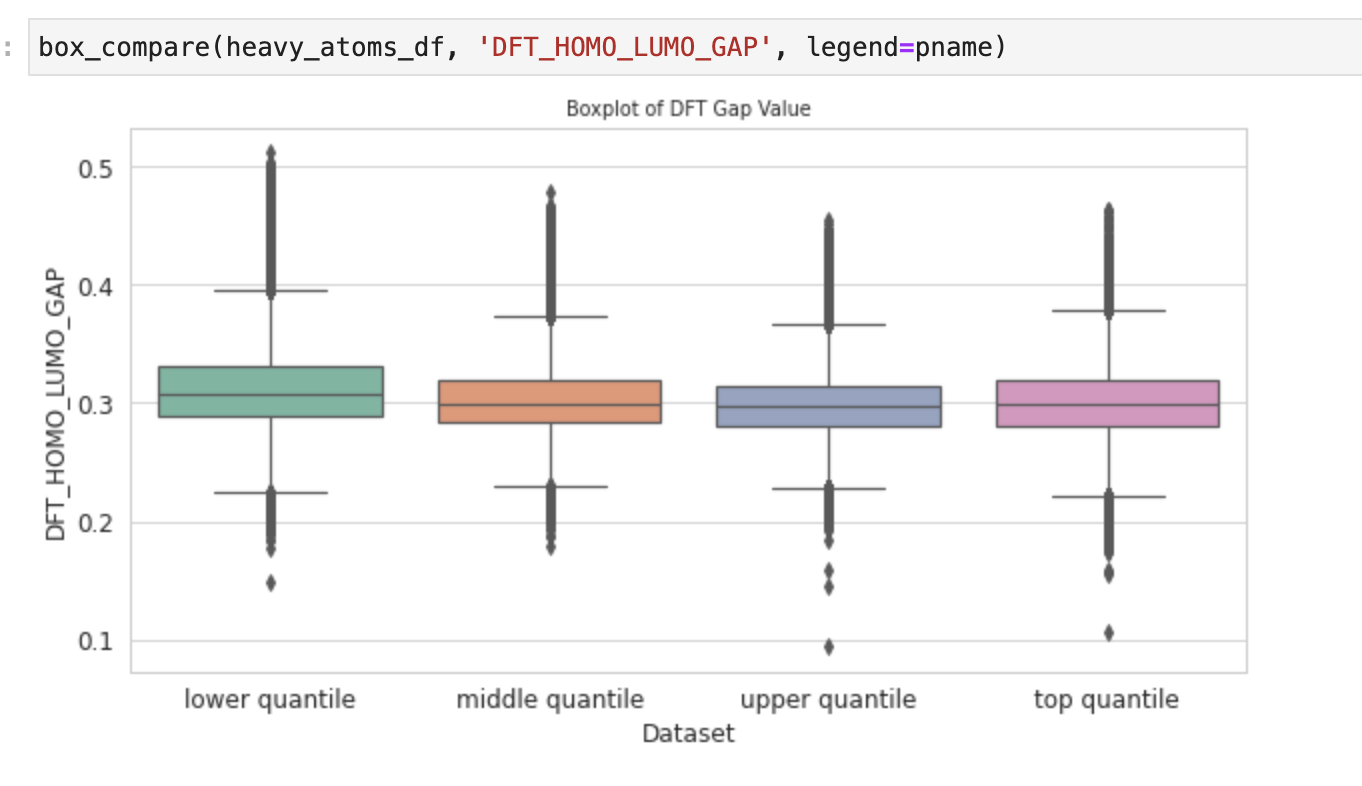 : box_compare(heavy_atoms_df, 'DFT_HOMO_LUMO_GAP', legend=pname)
Boxplot of DFT Gap Value
DFT_HOMO_LUMO_GAP
0.5
0.4
0.3
0.2
0.1
lower quantile middle quantile upper quantile top quantile
Dataset